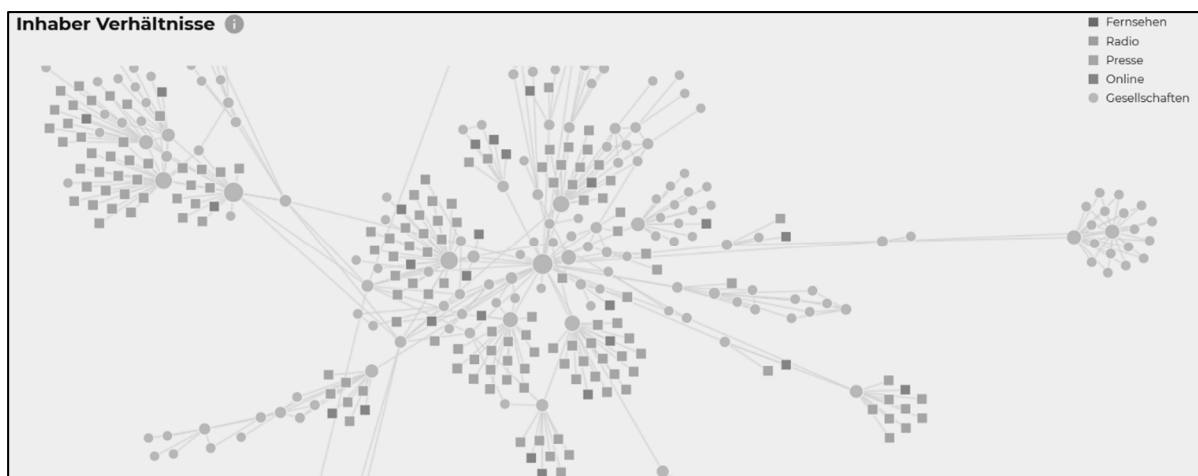 Inhaber Verhältnisse
Fernsehen
Radio
Presse
Online
Gesellschaften